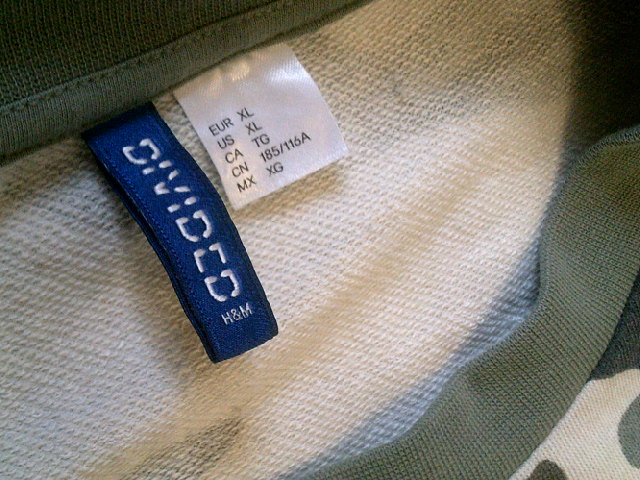 EUR XL
US XL
CA TG
CN 185/116A
MX XG
DIVIDED
H&M